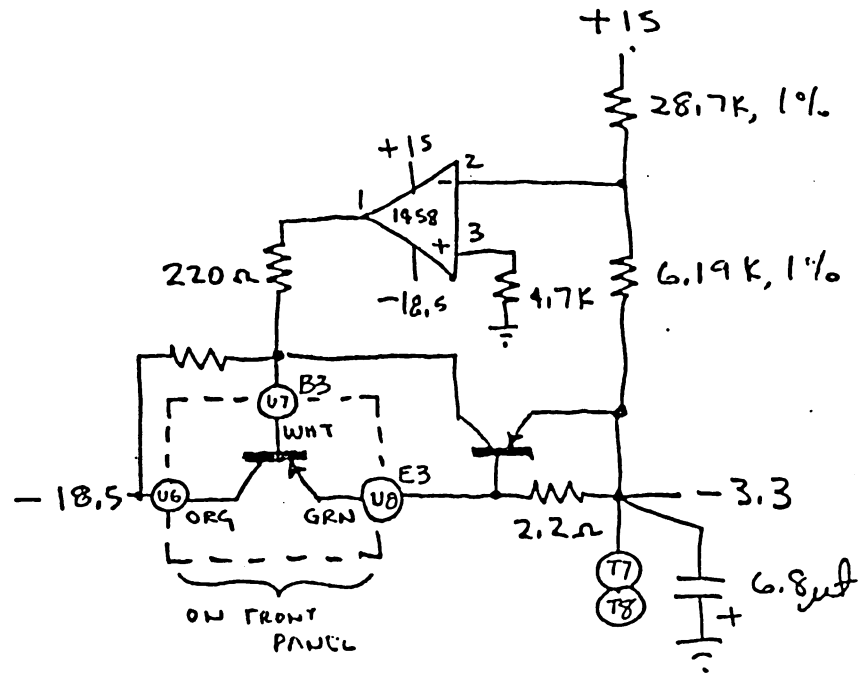 +15
28.7K, 1%
+15
2
1
-
1458
3
+
6.19K, 1%
220Ω
-18.5
4.7K
B3
U7
WHT
E3
-18.5
U6
U8
-3.3
ORG
GRN
2.2Ω
T7
6.8μf
T8
+
ON FRONT
PANEL